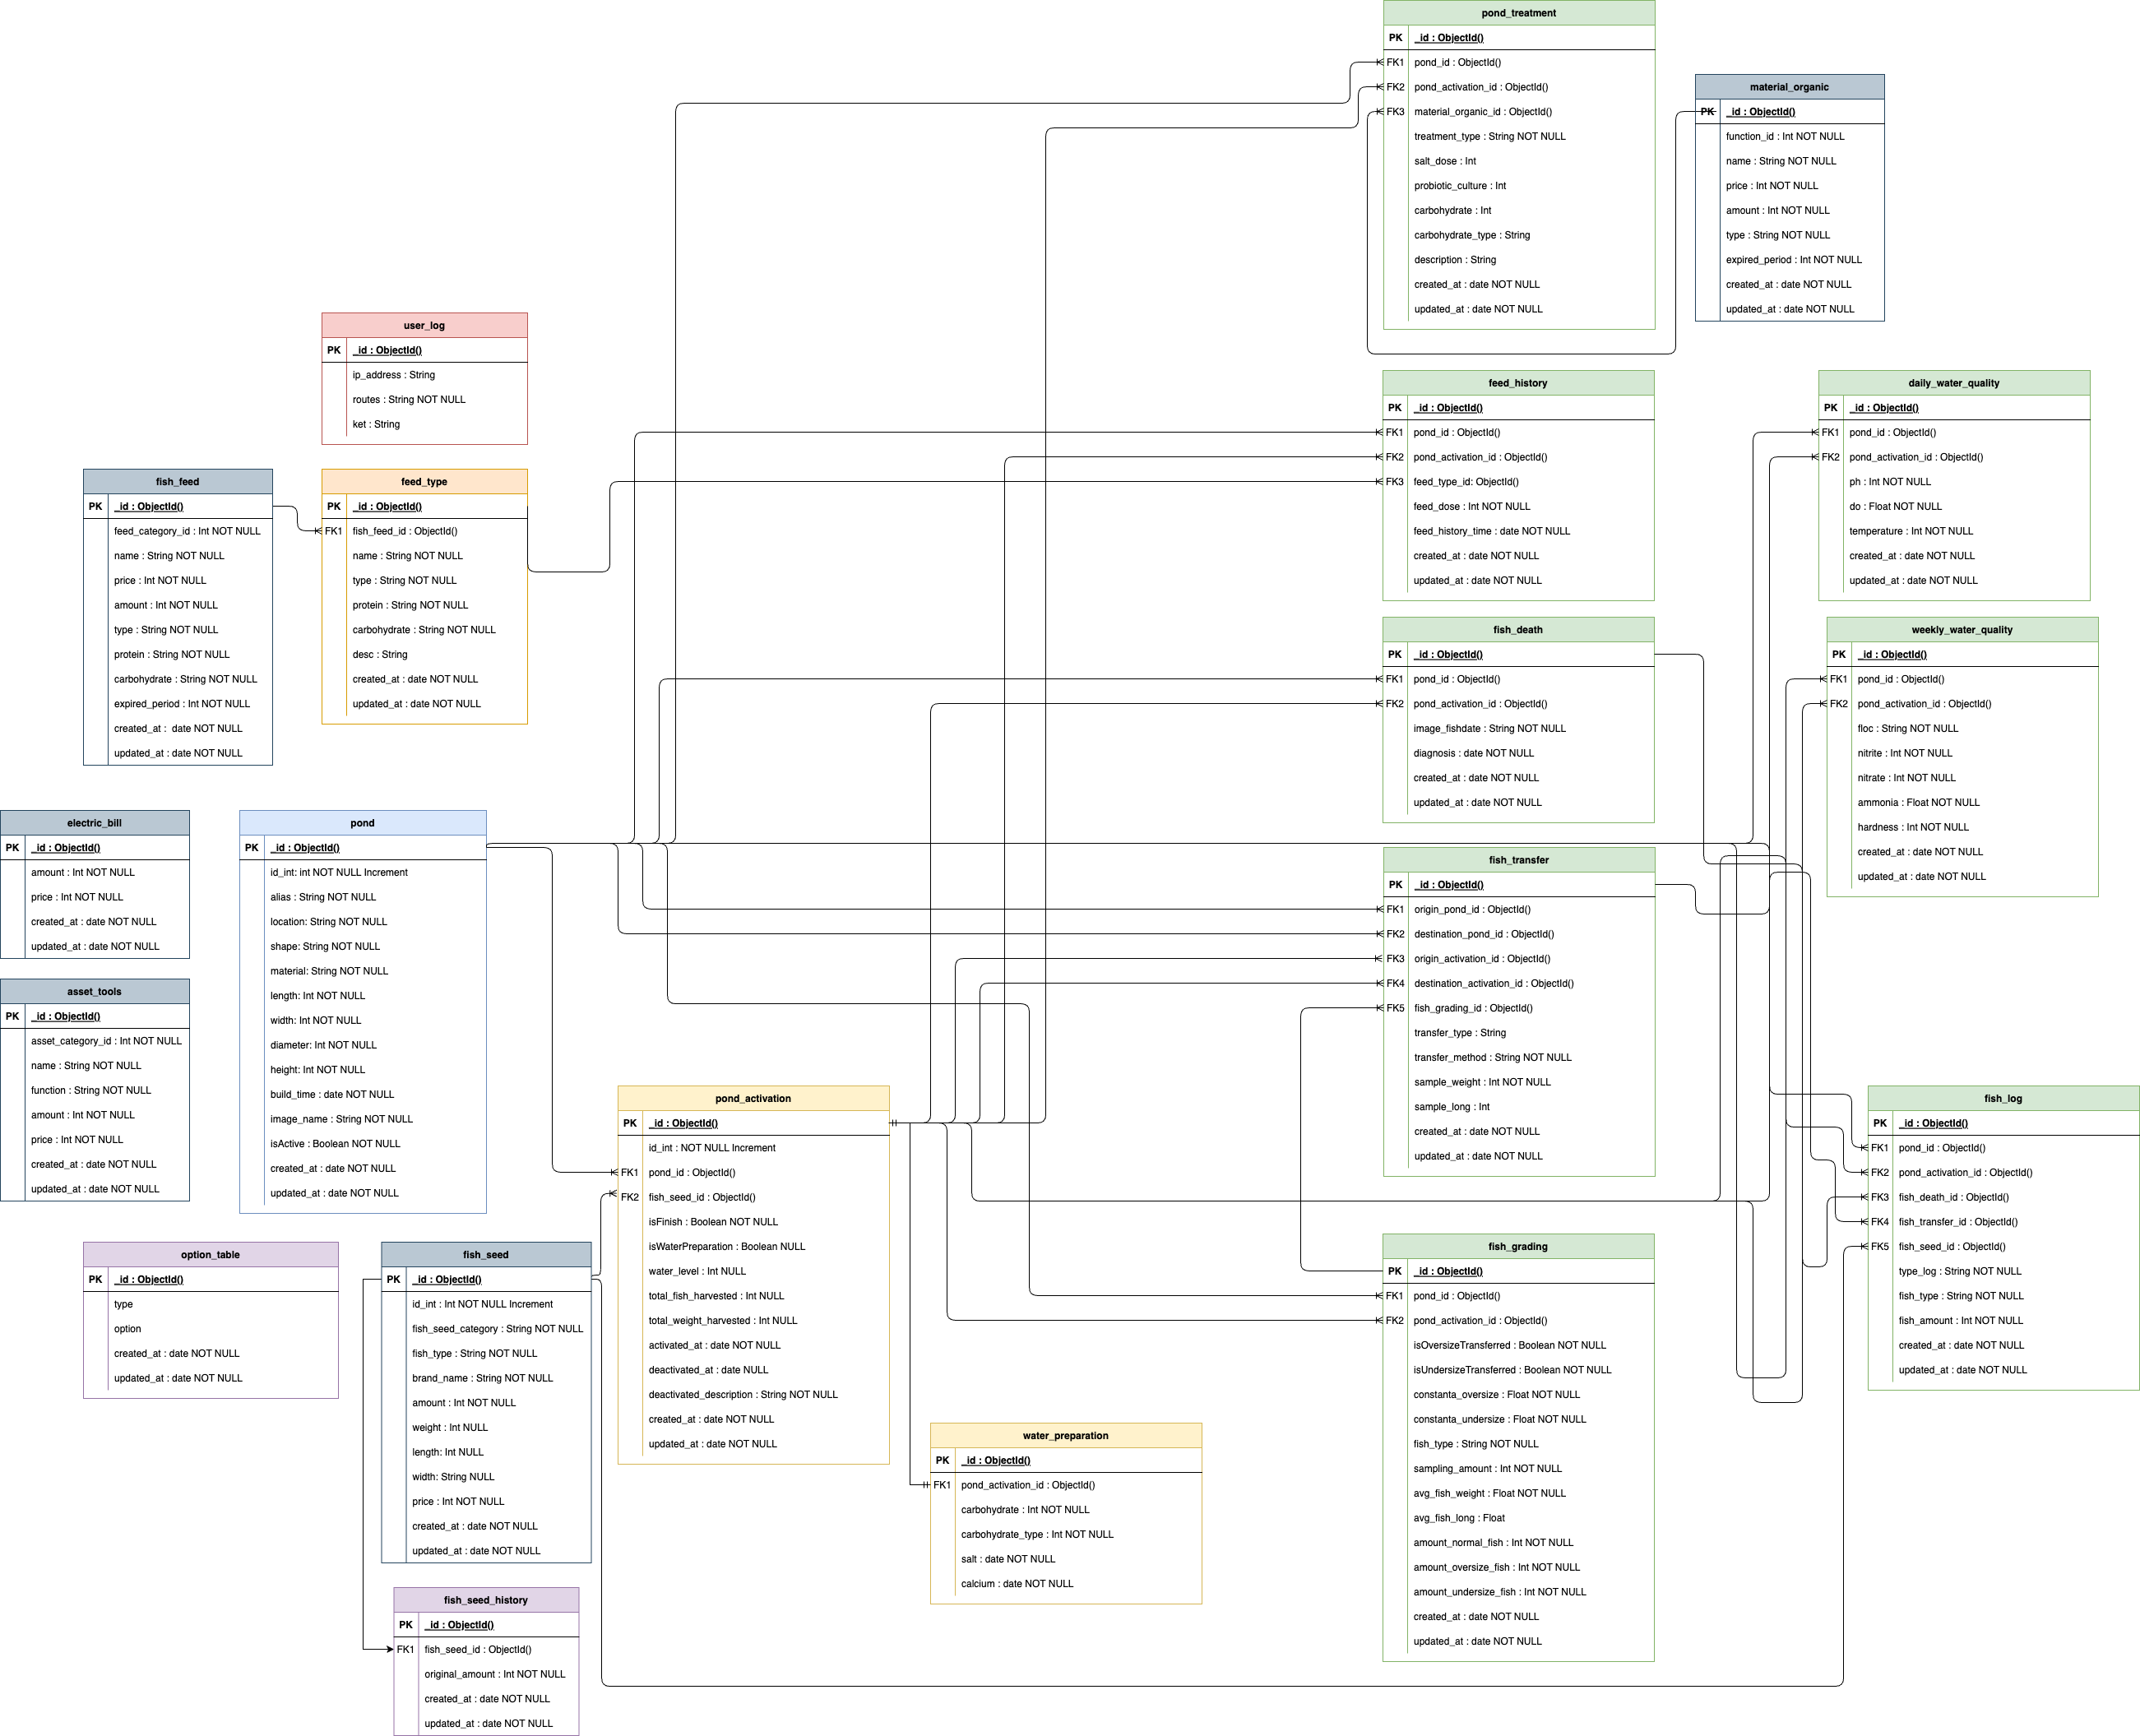 pond_treatment
PK _id : ObjectId()
FK1 pond_id : ObjectId()
FK2 pond_activation_id : ObjectId()
FK3 material_organic_id : ObjectId()
treatment_type : String NOT NULL
salt_dose : Int
probiotic_culture : Int
carbohydrate : Int
carbohydrate_type : String
description : String
created_at : date NOT NULL
updated_at : date NOT NULL
material_organic
PK _id : ObjectId()
function_id : Int NOT NULL
name : String NOT NULL
price : Int NOT NULL
amount : Int NOT NULL
type : String NOT NULL
expired_period : Int NOT NULL
created_at : date NOT NULL
updated_at : date NOT NULL
user_log
PK _id : ObjectId()
ip_address : String
routes : String NOT NULL
ket : String
feed_history
PK _id : ObjectId()
FK1 pond_id : ObjectId()
FK2 pond_activation_id : ObjectId()
FK3 feed_type_id: ObjectId()
feed_dose : Int NOT NULL
feed_history_time : date NOT NULL
created_at : date NOT NULL
updated_at : date NOT NULL
daily_water_quality
PK _id : ObjectId()
FK1 pond_id : ObjectId()
FK2 pond_activation_id : ObjectId()
ph : Int NOT NULL
do : Float NOT NULL
temperature : Int NOT NULL
created_at : date NOT NULL
updated_at : date NOT NULL
fish_feed
PK _id : ObjectId()
feed_category_id : Int NOT NULL
name : String NOT NULL
price : Int NOT NULL
amount : Int NOT NULL
type : String NOT NULL
protein : String NOT NULL
carbohydrate : String NOT NULL
expired_period : Int NOT NULL
created_at :  date NOT NULL
updated_at : date NOT NULL
feed_type
PK _id : ObjectId()
FK1 fish_feed_id : ObjectId()
name : String NOT NULL
type : String NOT NULL
protein : String NOT NULL
carbohydrate : String NOT NULL
desc : String
created_at : date NOT NULL
updated_at : date NOT NULL
fish_death
PK _id : ObjectId()
FK1 pond_id : ObjectId()
FK2 pond_activation_id : ObjectId()
image_fishdate : String NOT NULL
diagnosis : date NOT NULL
created_at : date NOT NULL
updated_at : date NOT NULL
weekly_water_quality
PK _id : ObjectId()
FK1 pond_id : ObjectId()
FK2 pond_activation_id : ObjectId()
floc : String NOT NULL
nitrite : Int NOT NULL
nitrate : Int NOT NULL
ammonia : Float NOT NULL
hardness : Int NOT NULL
created_at : date NOT NULL
updated_at : date NOT NULL
electric_bill
PK _id : ObjectId()
amount : Int NOT NULL
price : Int NOT NULL
created_at : date NOT NULL
updated_at : date NOT NULL
pond
PK _id : ObjectId()
id_int: int NOT NULL Increment
alias : String NOT NULL
location: String NOT NULL
shape: String NOT NULL
material: String NOT NULL
length: Int NOT NULL
width: Int NOT NULL
diameter: Int NOT NULL
height: Int NOT NULL
build_time : date NOT NULL
image_name : String NOT NULL
isActive : Boolean NOT NULL
created_at : date NOT NULL
updated_at : date NOT NULL
fish_transfer
PK _id : ObjectId()
FK1 origin_pond_id : ObjectId()
FK2 destination_pond_id : ObjectId()
FK3 origin_activation_id : ObjectId()
FK4 destination_activation_id : ObjectId()
FK5 fish_grading_id : ObjectId()
transfer_type : String
transfer_method : String NOT NULL
sample_weight : Int NOT NULL
sample_long : Int
created_at : date NOT NULL
updated_at : date NOT NULL
asset_tools
PK _id : ObjectId()
asset_category_id : Int NOT NULL
name : String NOT NULL
function : String NOT NULL
amount : Int NOT NULL
price : Int NOT NULL
created_at : date NOT NULL
updated_at : date NOT NULL
pond_activation
PK _id : ObjectId()
id_int : NOT NULL Increment
FK1 pond_id : ObjectId()
FK2 fish_seed_id : ObjectId()
isFinish : Boolean NOT NULL
isWaterPreparation : Boolean NULL
water_level : Int NULL
total_fish_harvested : Int NULL
total_weight_harvested : Int NULL
activated_at : date NOT NULL
deactivated_at : date NULL
deactivated_description : String NOT NULL
created_at : date NOT NULL
updated_at : date NOT NULL
fish_log
PK _id : ObjectId()
FK1 pond_id : ObjectId()
FK2 pond_activation_id : ObjectId()
FK3 fish_death_id : ObjectId()
FK4 fish_transfer_id : ObjectId()
FK5 fish_seed_id : ObjectId()
type_log : String NOT NULL
fish_type : String NOT NULL
fish_amount : Int NOT NULL
created_at : date NOT NULL
updated_at : date NOT NULL
option_table
PK _id : ObjectId()
type
option
created_at : date NOT NULL
updated_at : date NOT NULL
fish_seed
PK _id : ObjectId()
id_int : Int NOT NULL Increment
fish_seed_category : String NOT NULL
fish_type : String NOT NULL
brand_name : String NOT NULL
amount : Int NOT NULL
weight : Int NULL
length: Int NULL
width: String NULL
price : Int NOT NULL
created_at : date NOT NULL
updated_at : date NOT NULL
fish_grading
PK _id : ObjectId()
FK1 pond_id : ObjectId()
FK2 pond_activation_id : ObjectId()
isOversizeTransferred : Boolean NOT NULL
isUndersizeTransferred : Boolean NOT NULL
constanta_oversize : Float NOT NULL
constanta_undersize : Float NOT NULL
fish_type : String NOT NULL
sampling_amount : Int NOT NULL
avg_fish_weight : Float NOT NULL
avg_fish_long : Float
amount_normal_fish : Int NOT NULL
amount_oversize_fish : Int NOT NULL
amount_undersize_fish : Int NOT NULL
created_at : date NOT NULL
updated_at : date NOT NULL
water_preparation
PK _id : ObjectId()
FK1 pond_activation_id : ObjectId()
carbohydrate : Int NOT NULL
carbohydrate_type : Int NOT NULL
salt : date NOT NULL
calcium : date NOT NULL
fish_seed_history
PK _id : ObjectId()
FK1 fish_seed_id : ObjectId()
original_amount : Int NOT NULL
created_at : date NOT NULL
updated_at : date NOT NULL